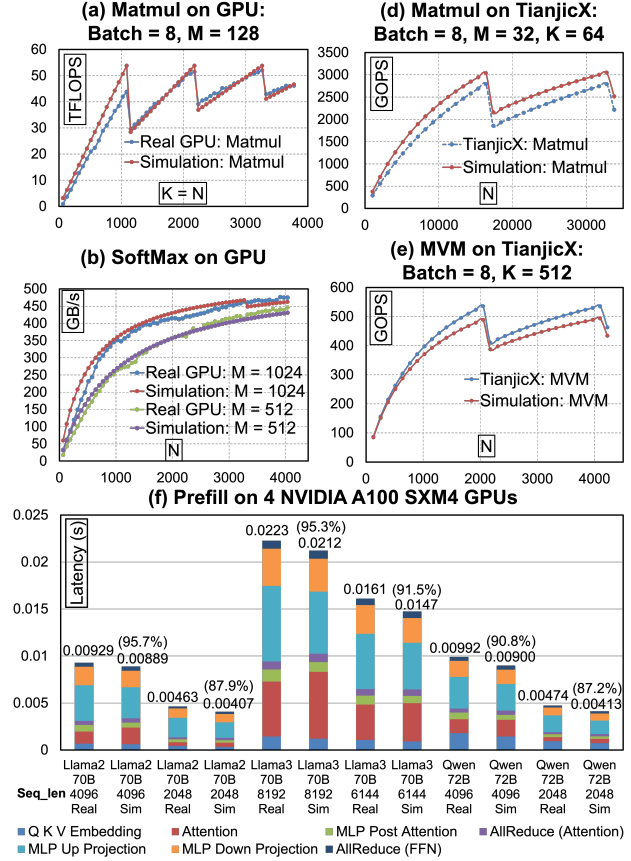 (a) Matmul on GPU:
Batch = 8, M = 128
TFLOPS
60
50
40
30
20
10
0
Real GPU: Matmul
Simulation: Matmul
K = N
0 1000 2000 3000 4000
(d) Matmul on TianjicX:
Batch = 8, M = 32, K = 64
GOPS
3500
3000
2500
2000
1500
1000
500
0
TianjicX: Matmul
Simulation: Matmul
N
0 10000 20000 30000
(b) SoftMax on GPU
GB/s
500
450
400
350
300
250
200
150
100
50
0
Real GPU: M = 1024
Simulation: M = 1024
Real GPU: M = 512
Simulation: M = 512
N
0 1000 2000 3000 4000
(e) MVM on TianjicX:
Batch = 8, K = 512
GOPS
600
500
400
300
200
100
0
TianjicX: MVM
Simulation: MVM
N
0 2000 4000
(f) Prefill on 4 NVIDIA A100 SXM4 GPUs
Latency (s)
0.025
0.02
0.015
0.01
0.005
0
0.00929
(95.7%)
0.00889
0.00463
(87.9%)
0.00407
0.0223
(95.3%)
0.0212
0.0161
(91.5%)
0.0147
0.00992
(90.8%)
0.00900
0.00474
(87.2%)
0.00413
Llama2 Llama2 Llama2 Llama2 Llama3 Llama3 Llama3 Llama3 Qwen Qwen Qwen Qwen
70B 70B 70B 70B 70B 70B 70B 70B 72B 72B 72B 72B
Seq_len 4096 4096 2048 2048 8192 8192 6144 6144 4096 4096 2048 2048
Real Sim Real Sim Real Sim Real Sim Real Sim Real Sim
Q K V Embedding Attention MLP Post Attention AllReduce (Attention)
MLP Up Projection MLP Down Projection AllReduce (FFN)